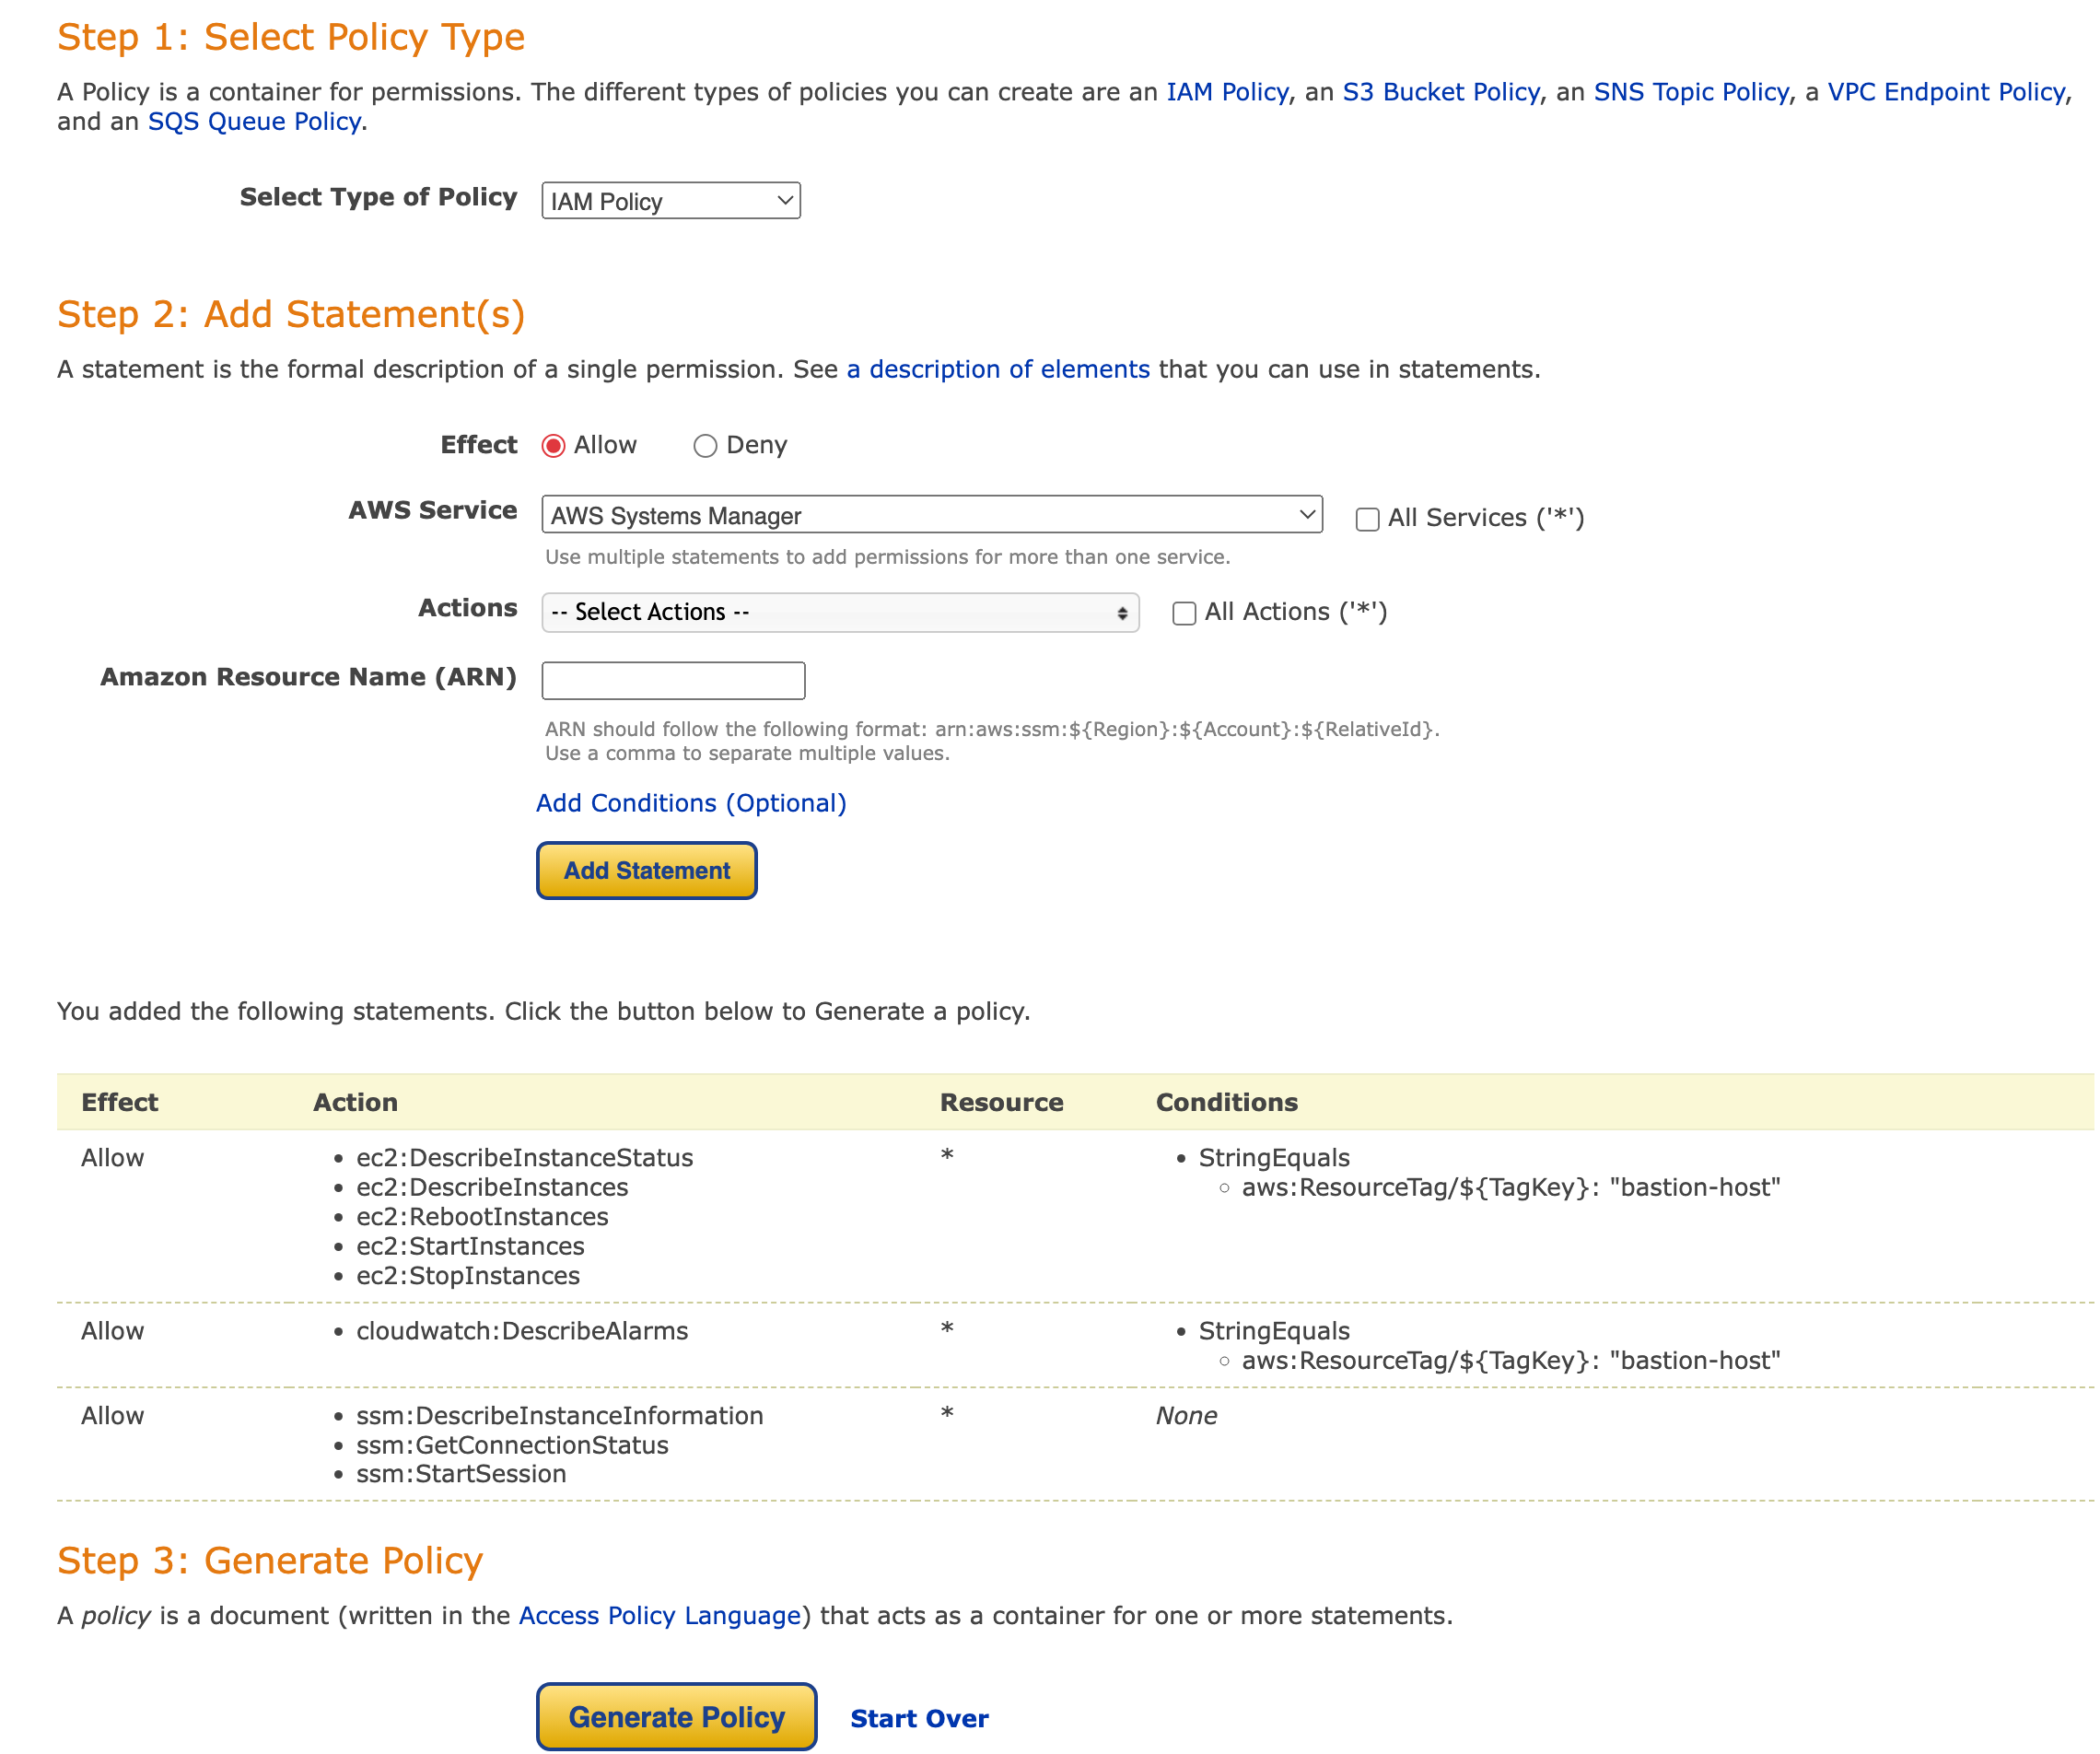 Step 1: Select Policy Type
A Policy is a container for permissions. The different types of policies you can create are an IAM Policy, an S3 Bucket Policy, an SNS Topic Policy, a VPC Endpoint Policy,
and an SQS Queue Policy.
Select Type of Policy IAM Policy
Step 2: Add Statement(s)
A statement is the formal description of a single permission. See a description of elements that you can use in statements.
Effect Allow Deny
AWS Service AWS Systems Manager All Services ('*')
Use multiple statements to add permissions for more than one service.
Actions -- Select Actions -- All Actions ('*')
Amazon Resource Name (ARN)
ARN should follow the following format: arn:aws:ssm:${Region}:${Account}:${RelativeId}.
Use a comma to separate multiple values.
Add Conditions (Optional)
Add Statement
You added the following statements. Click the button below to Generate a policy.
Effect Action Resource Conditions
Allow • ec2:DescribeInstanceStatus * • StringEquals
• ec2:DescribeInstances ○ aws:ResourceTag/${TagKey}: "bastion-host"
• ec2:RebootInstances
• ec2:StartInstances
• ec2:StopInstances
Allow • cloudwatch:DescribeAlarms * • StringEquals
○ aws:ResourceTag/${TagKey}: "bastion-host"
Allow • ssm:DescribeInstanceInformation * None
• ssm:GetConnectionStatus
• ssm:StartSession
Step 3: Generate Policy
A policy is a document (written in the Access Policy Language) that acts as a container for one or more statements.
Generate Policy Start Over